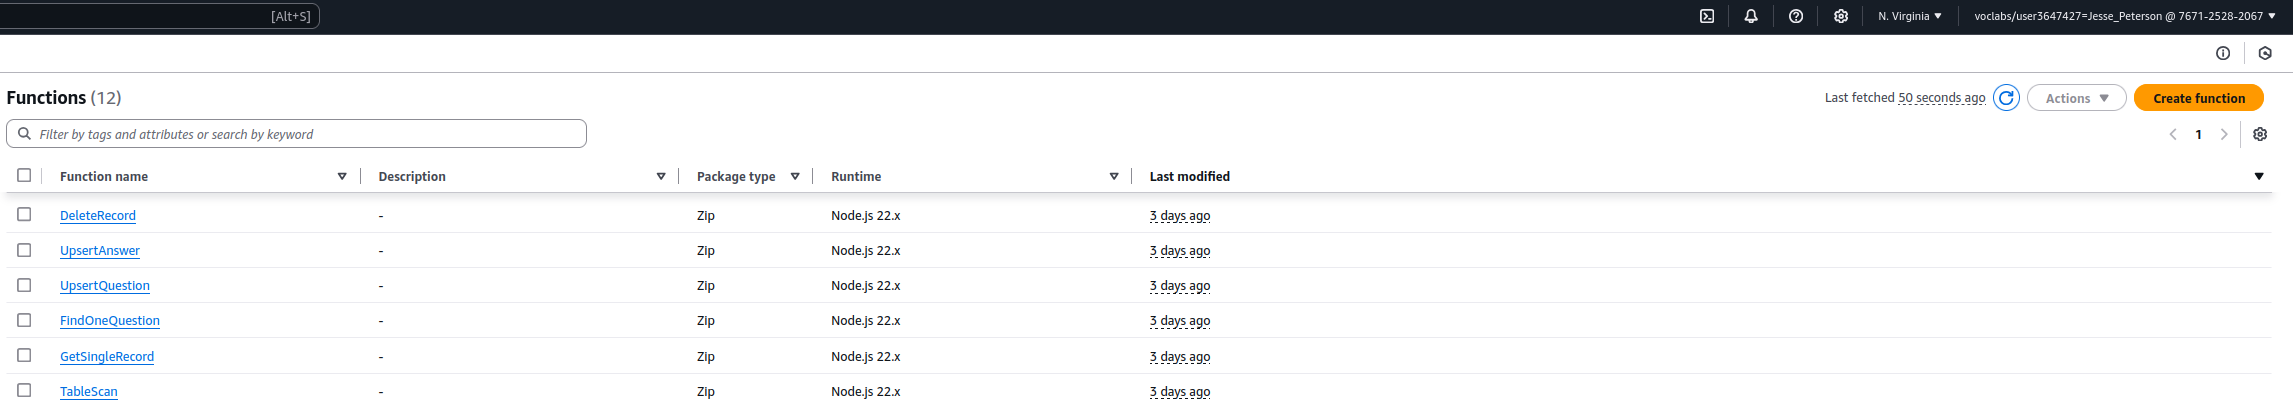 [Alt+S] N. Virginia voclabs/user3647427=Jesse_Peterson @ 7671-2528-2067
Functions (12) Last fetched 50 seconds ago Actions Create function
Filter by tags and attributes or search by keyword 1
Function name Description Package type Runtime Last modified
DeleteRecord - Zip Node.js 22.x 3 days ago
UpsertAnswer - Zip Node.js 22.x 3 days ago
UpsertQuestion - Zip Node.js 22.x 3 days ago
FindOneQuestion - Zip Node.js 22.x 3 days ago
GetSingleRecord - Zip Node.js 22.x 3 days ago
TableScan - Zip Node.js 22.x 3 days ago